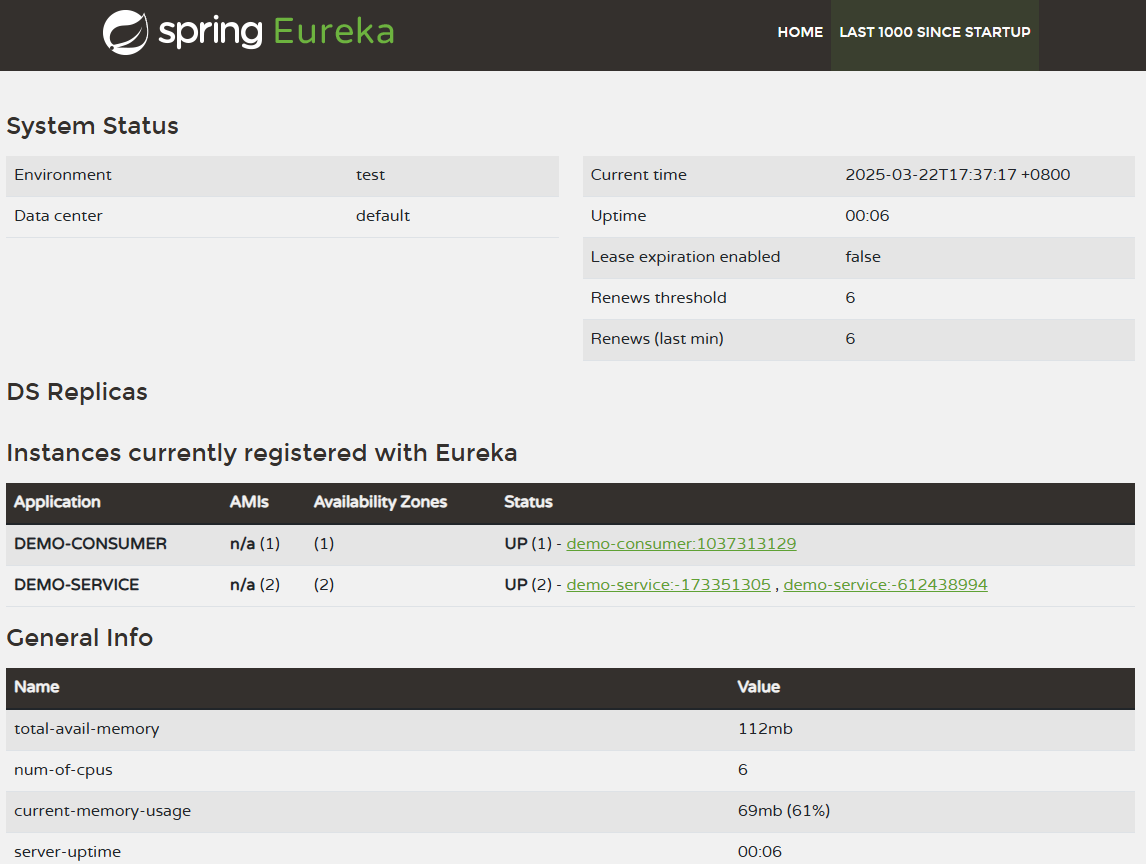 spring Eureka
HOME LAST 1000 SINCE STARTUP
System Status
Environment test
Data center default
Current time 2025-03-22T17:37:17 +0800
Uptime 00:06
Lease expiration enabled false
Renews threshold 6
Renews (last min) 6
DS Replicas
Instances currently registered with Eureka
Application AMIs Availability Zones Status
DEMO-CONSUMER n/a (1) (1) UP (1) - demo-consumer:1037313129
DEMO-SERVICE n/a (2) (2) UP (2) - demo-service:-173351305 , demo-service:-612438994
General Info
Name Value
total-avail-memory 112mb
num-of-cpus 6
current-memory-usage 69mb (61%)
server-uptime 00:06